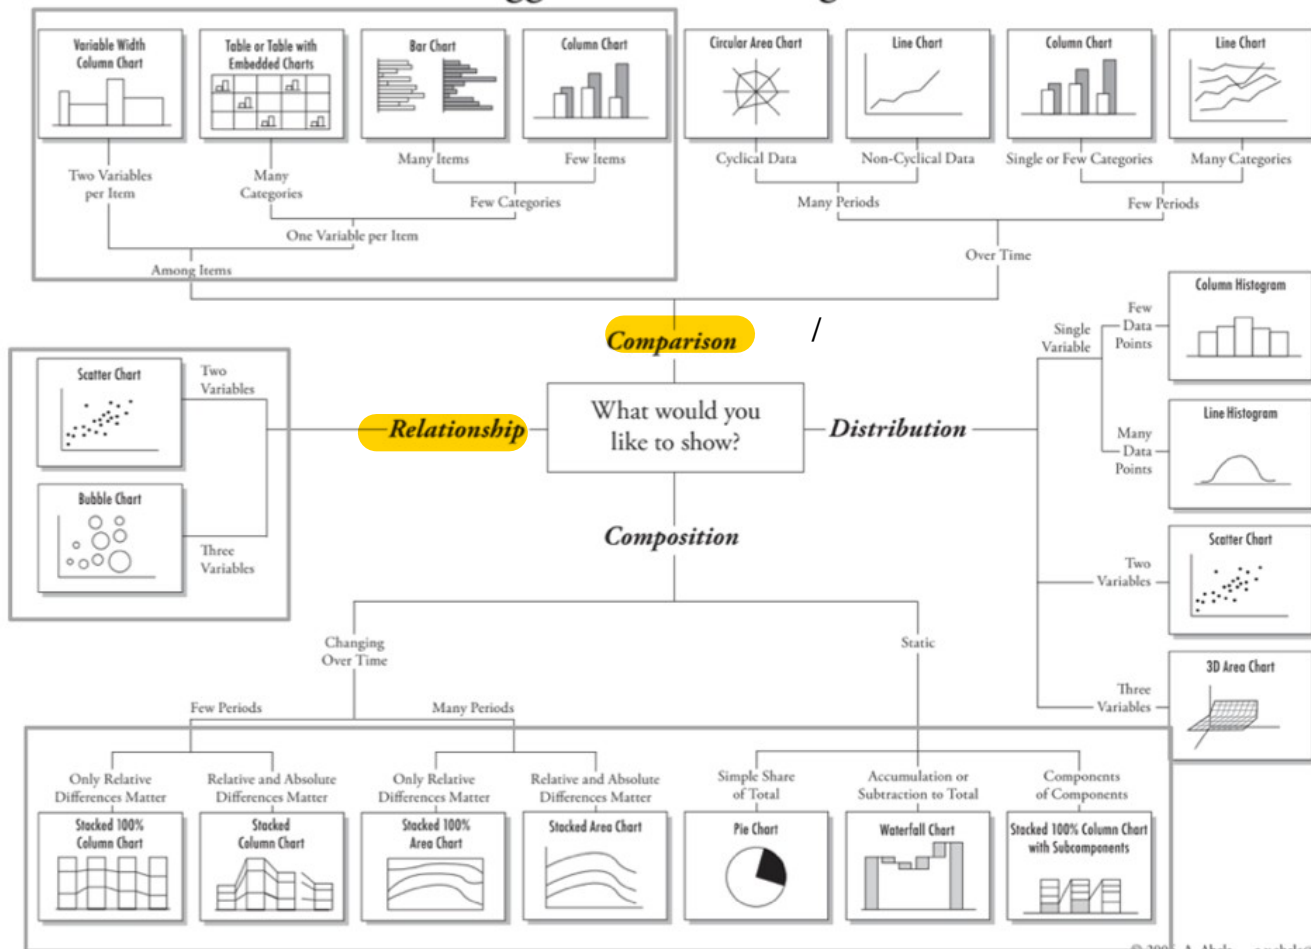 Variable Width
Column Chart
Table or Table with
Embedded Charts
Bar Chart
Column Chart
Circular Area Chart
Line Chart
Column Chart
Line Chart
Two Variables
per Item
Many
Categories
Many Items
Few Items
Cyclical Data
Non-Cyclical Data
Single or Few Categories
Many Categories
Few Categories
Many Periods
Few Periods
One Variable per Item
Among Items
Over Time
Comparison /
Scatter Chart
Two
Variables
Bubble Chart
Three
Variables
Relationship
What would you
like to show?
Distribution
Single
Variable
Few
Data
Points
Column Histogram
Many
Data
Points
Line Histogram
Two
Variables
Scatter Chart
Three
Variables
3D Area Chart
Composition
Changing
Over Time
Static
Few Periods
Many Periods
Only Relative
Differences Matter
Relative and Absolute
Differences Matter
Only Relative
Differences Matter
Relative and Absolute
Differences Matter
Simple Share
of Total
Accumulation or
Subtraction to Total
Components
of Components
Stacked 100%
Column Chart
Stacked
Column Chart
Stacked 100%
Area Chart
Stacked Area Chart
Pie Chart
Waterfall Chart
Stacked 100% Column Chart
with Subcomponents